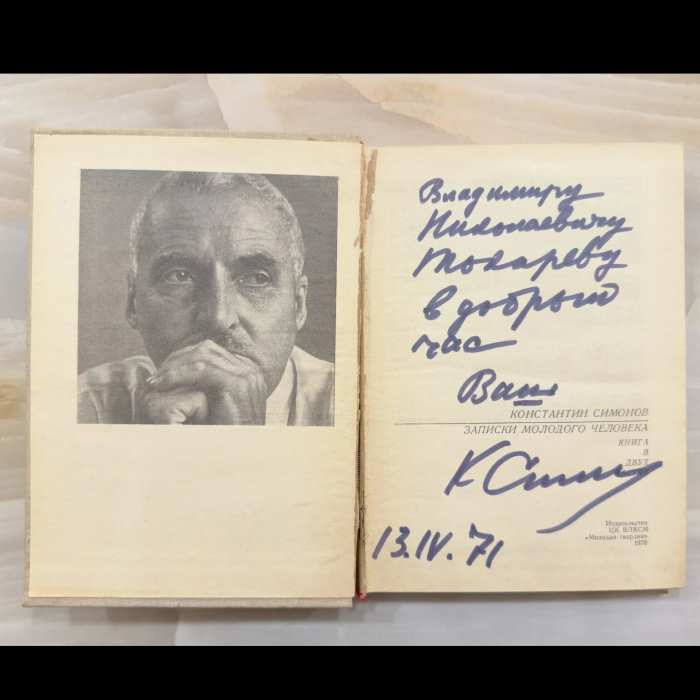 Владимиру
Николаевичу
Токареву
в добрый
час
Ваш
КОНСТАНТИН СИМОНОВ
ЗАПИСКИ МОЛОДОГО ЧЕЛОВЕКА
КНИГА
В
ДВУХ
К Симонов
13.IV.71
Издательство
ЦК ВЛКСМ
«Молодая гвардия»
1970